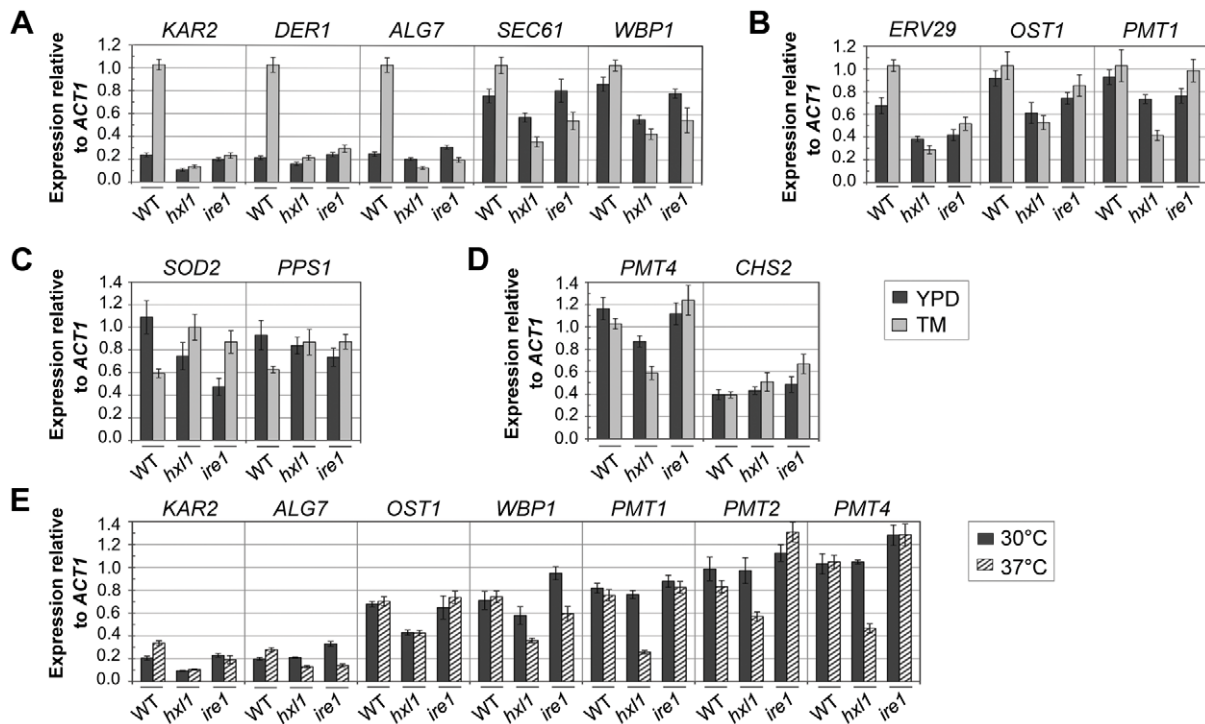 A
KAR2 DER1 ALG7 SEC61 WBP1
Expression relative
to ACT1
1.2
1.0
0.8
0.6
0.4
0.2
0.0
WT hxl1 ire1 WT hxl1 ire1 WT hxl1 ire1 WT hxl1 ire1 WT hxl1 ire1
B
ERV29 OST1 PMT1
Expression relative
to ACT1
1.2
1.0
0.8
0.6
0.4
0.2
0.0
WT hxl1 ire1 WT hxl1 ire1 WT hxl1 ire1
C
SOD2 PPS1
Expression relative
to ACT1
1.4
1.2
1.0
0.8
0.6
0.4
0.2
0.0
WT hxl1 ire1 WT hxl1 ire1
D
PMT4 CHS2
Expression relative
to ACT1
1.4
1.2
1.0
0.8
0.6
0.4
0.2
0.0
WT hxl1 ire1 WT hxl1 ire1
YPD
TM
E
KAR2 ALG7 OST1 WBP1 PMT1 PMT2 PMT4
Expression relative
to ACT1
1.4
1.2
1.0
0.8
0.6
0.4
0.2
0.0
WT hxl1 ire1 WT hxl1 ire1 WT hxl1 ire1 WT hxl1 ire1 WT hxl1 ire1 WT hxl1 ire1 WT hxl1 ire1
30°C
37°C